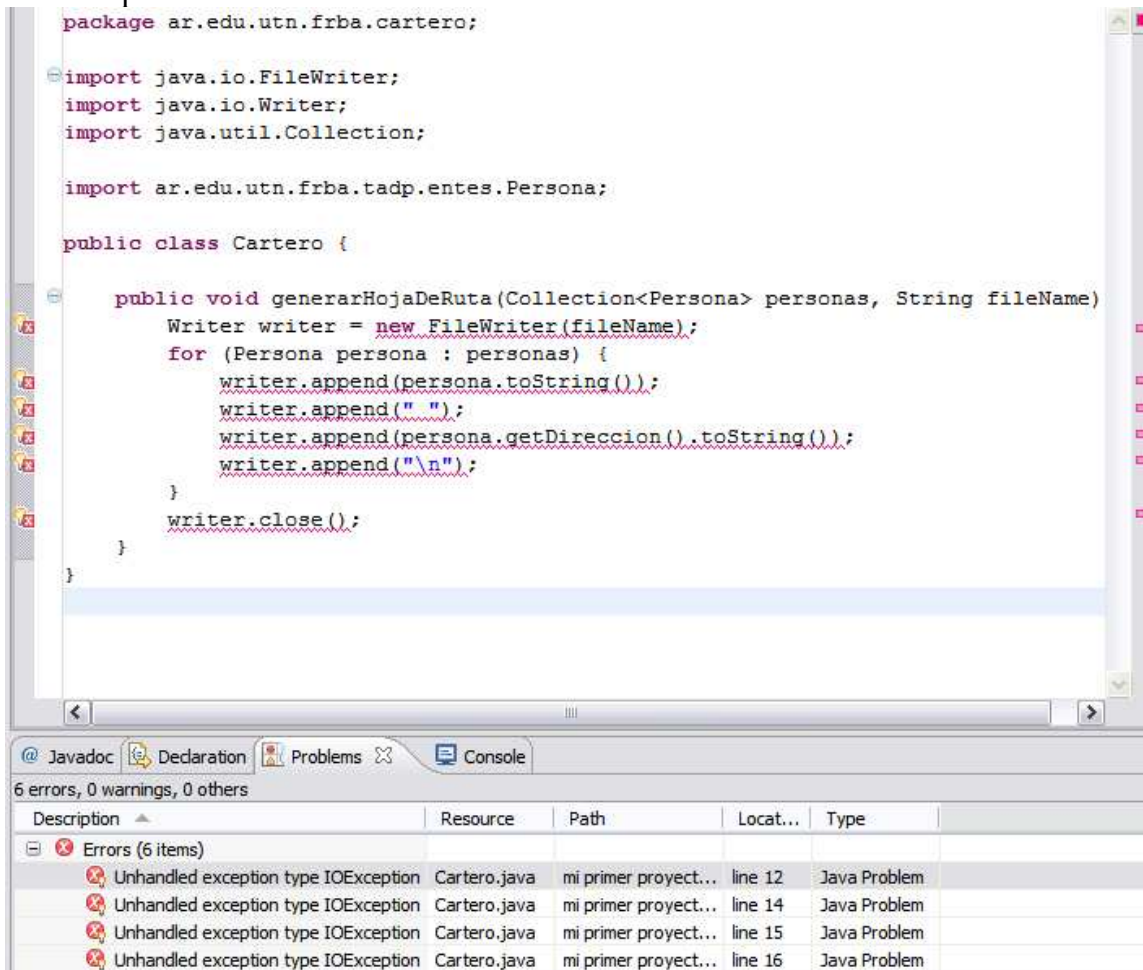 package ar.edu.utn.frba.cartero;
import java.io.FileWriter;
import java.io.Writer;
import java.util.Collection;
import ar.edu.utn.frba.tadp.entes.Persona;
public class Cartero {
public void generarHojaDeRuta(Collection<Persona> personas, String fileName)
Writer writer = new FileWriter(fileName);
for (Persona persona : personas) {
writer.append(persona.toString());
writer.append(" ");
writer.append(persona.getDireccion().toString());
writer.append("\n");
}
writer.close();
}
}
@ Javadoc Declaration Problems Console
6 errors, 0 warnings, 0 others
Description Resource Path Locat... Type
Errors (6 items)
Unhandled exception type IOException Cartero.java mi primer proyect... line 12 Java Problem
Unhandled exception type IOException Cartero.java mi primer proyect... line 14 Java Problem
Unhandled exception type IOException Cartero.java mi primer proyect... line 15 Java Problem
Unhandled exception type IOException Cartero.java mi primer proyect... line 16 Java Problem